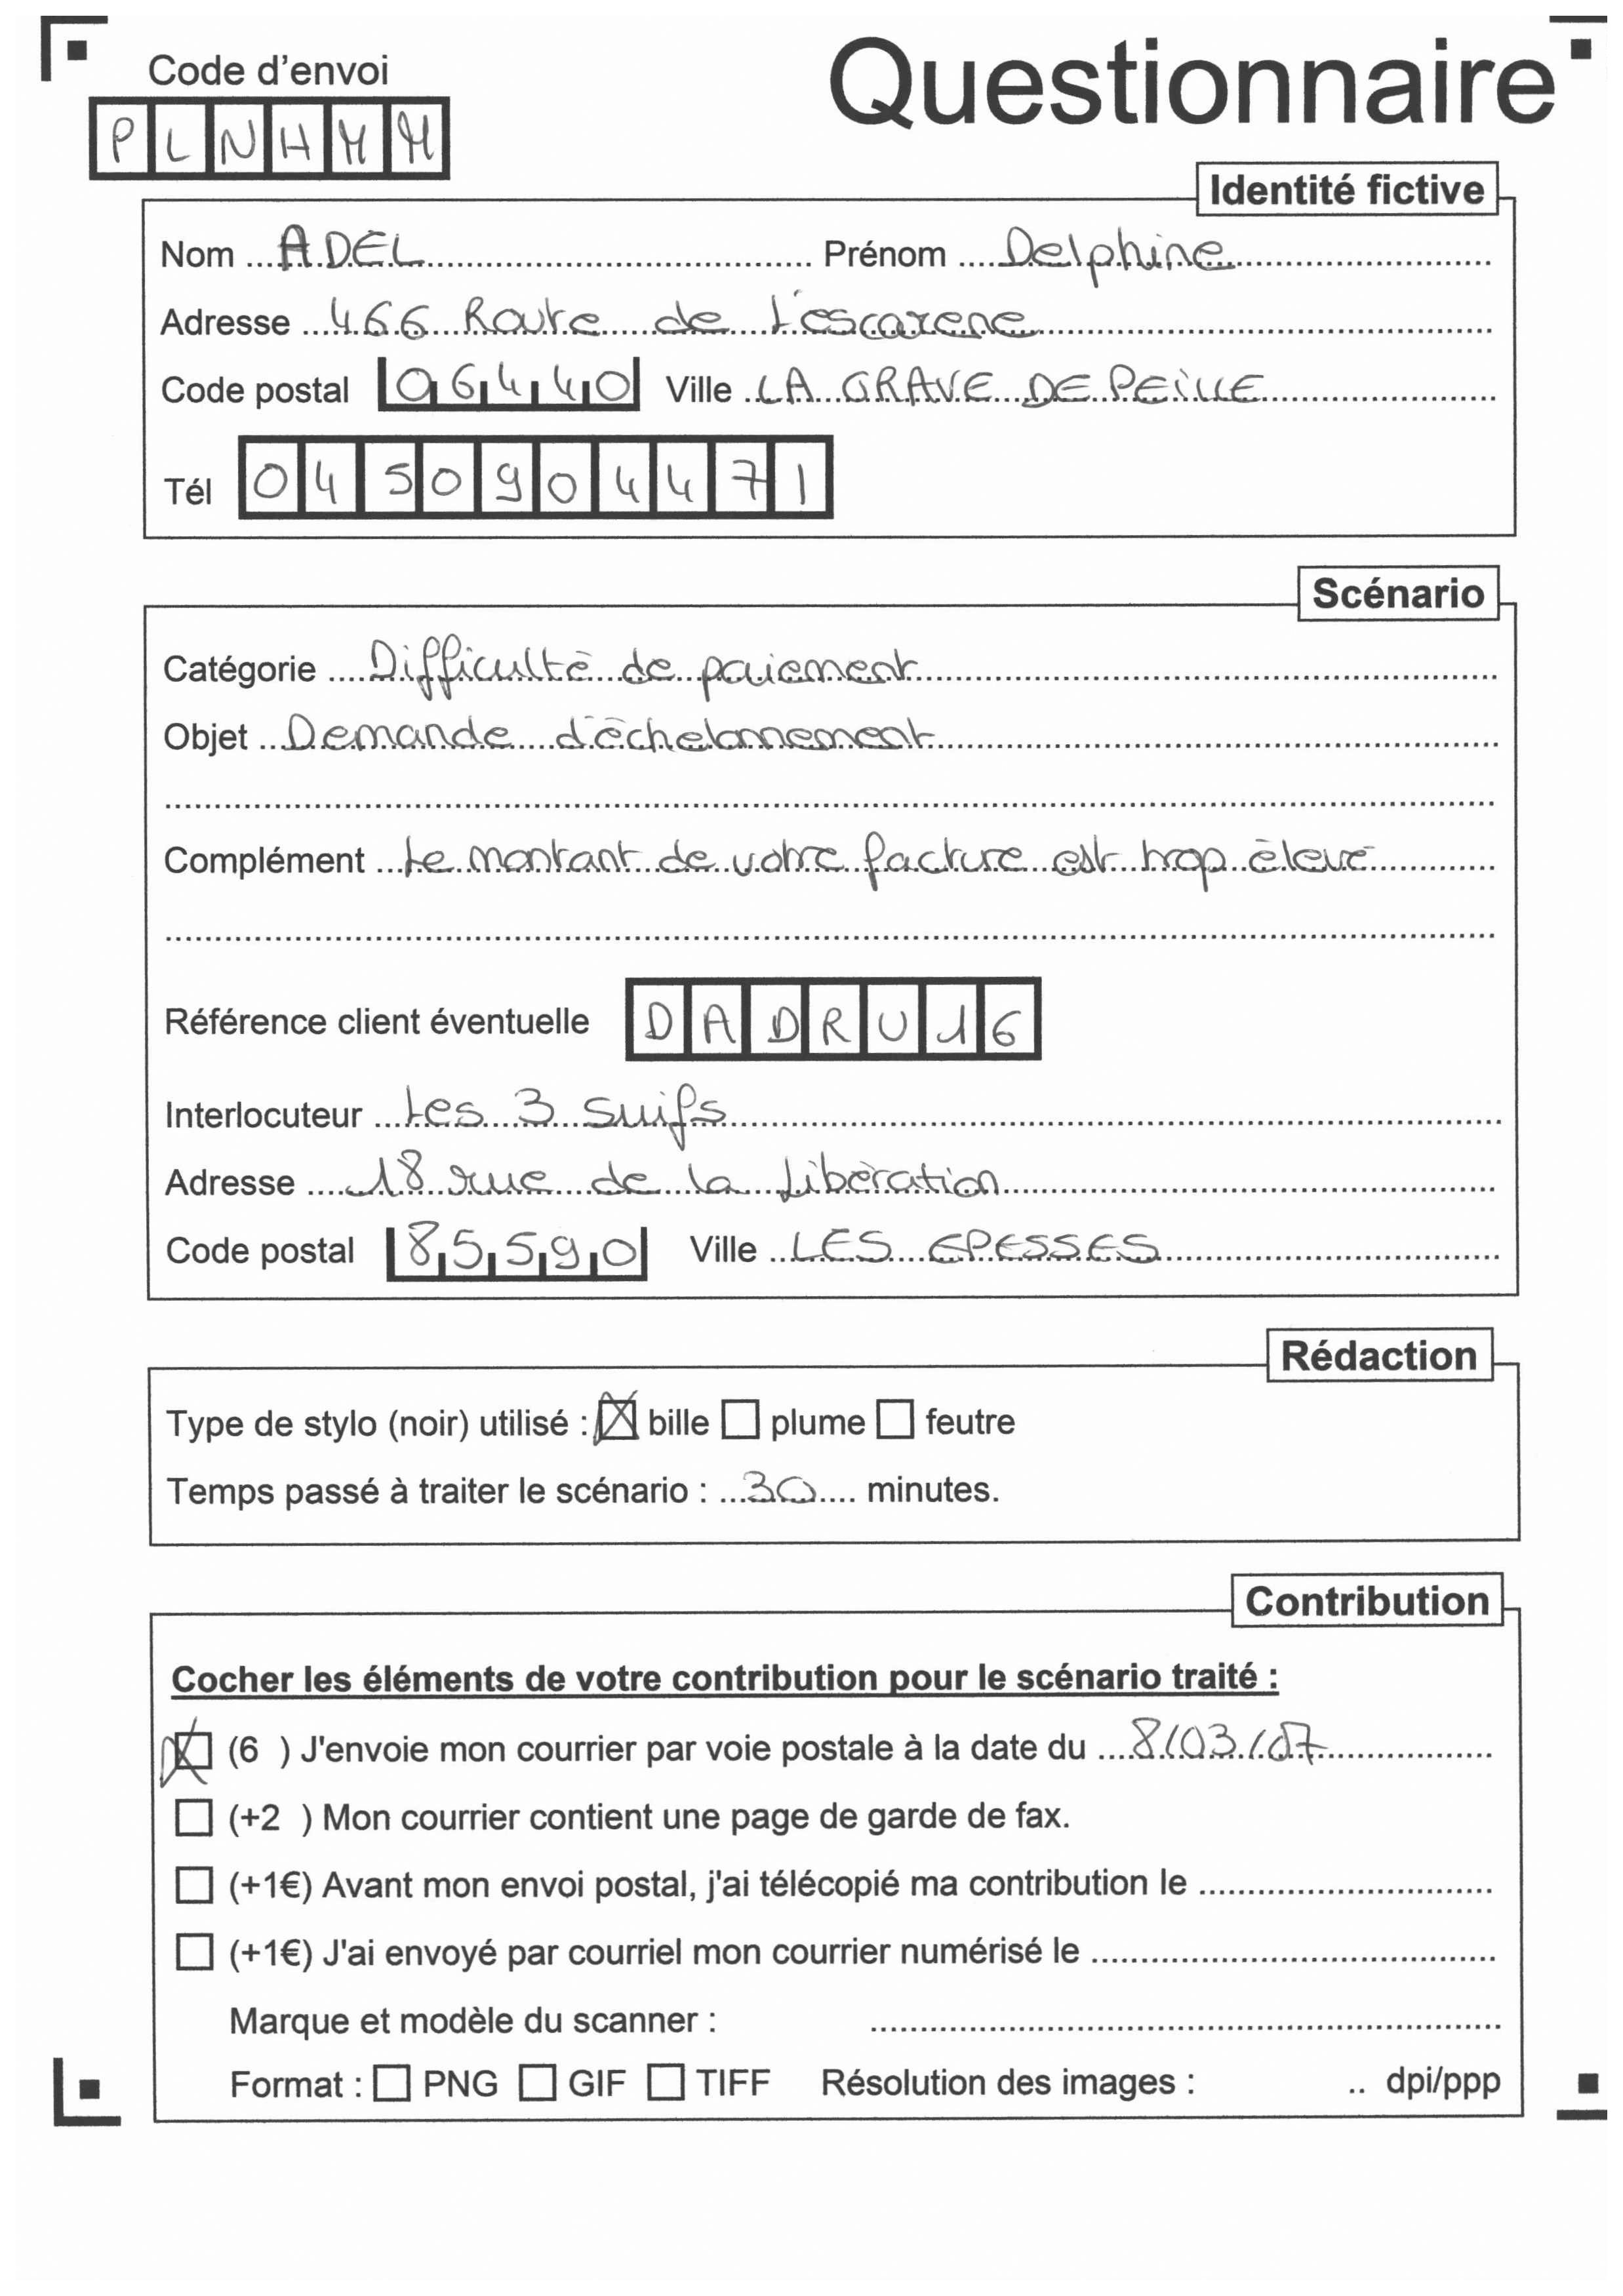 Code d'envoi
Questionnaire
PLNHMM
Identité fictive
Nom ADEL Prénom Delphine
Adresse 466 Route de L'escarene
Code postal 06440 Ville LA GRAVE DE PEILLE
Tél 0450904471
Scénario
Catégorie Difficulté de paiement
Objet Demande d'échelonnement
Complément Le montant de votre facture est trop élevé
Référence client éventuelle DADRU16
Interlocuteur Les 3 Suifs
Adresse 18 rue de la Libération
Code postal 85590 Ville LES EPESSES
Rédaction
Type de stylo (noir) utilisé : bille plume feutre
Temps passé à traiter le scénario : 30 minutes.
Contribution
Cocher les éléments de votre contribution pour le scénario traité :
(6 ) J'envoie mon courrier par voie postale à la date du 8/03/07
(+2 ) Mon courrier contient une page de garde de fax.
(+1€) Avant mon envoi postal, j'ai télécopié ma contribution le
(+1€) J'ai envoyé par courriel mon courrier numérisé le
Marque et modèle du scanner :
Format : PNG GIF TIFF Résolution des images : .. dpi/ppp